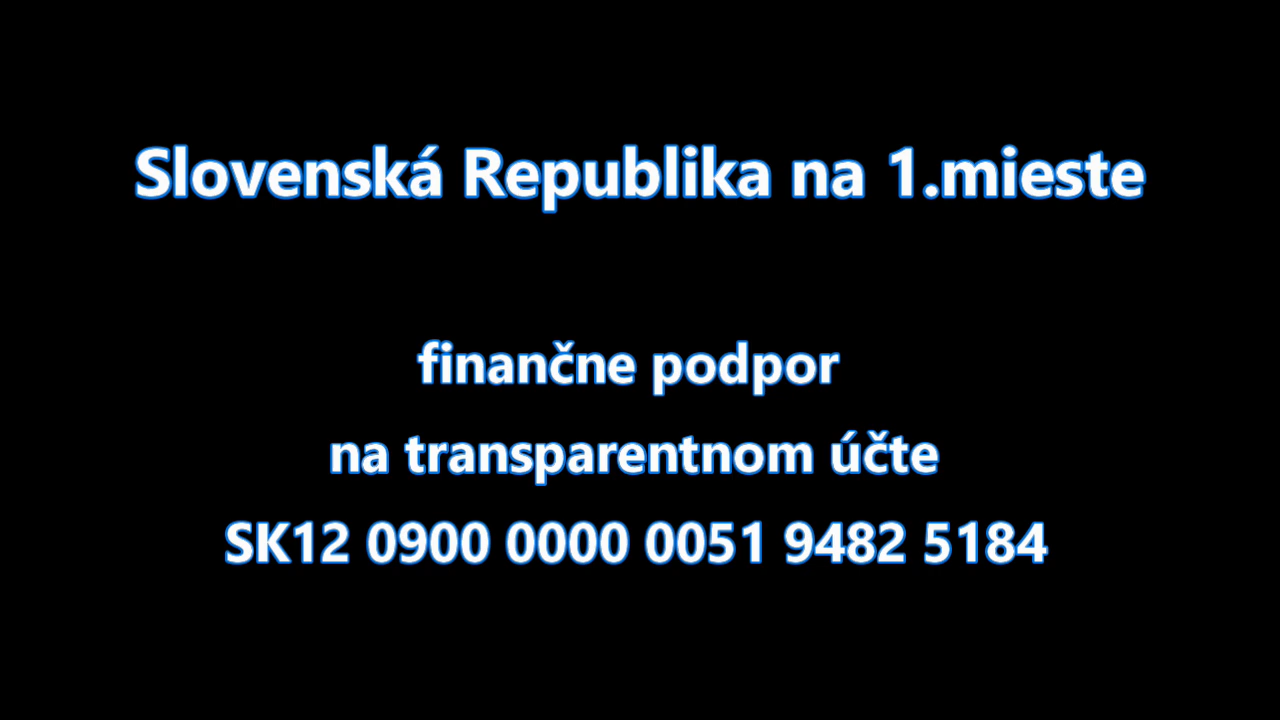 Slovenská Republika na 1.mieste
finančne podpor
na transparentnom účte
SK12 0900 0000 0051 9482 5184